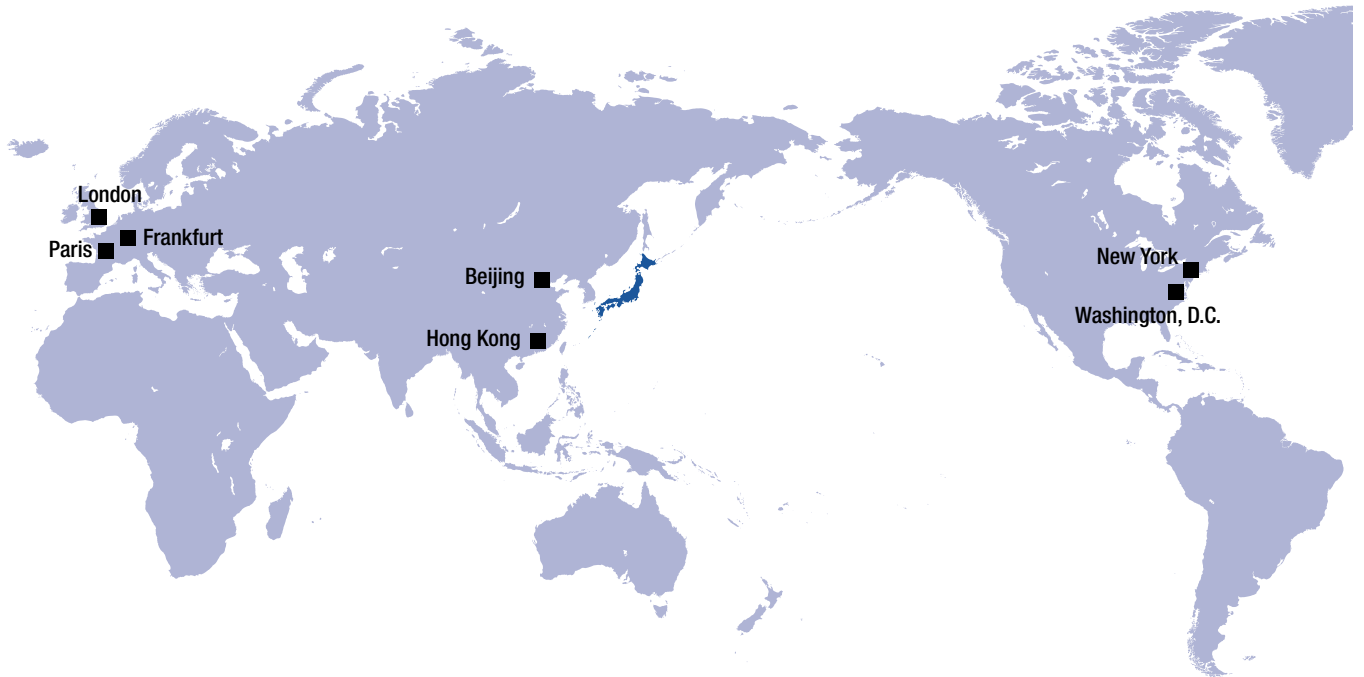 London
Paris
Frankfurt
Beijing
Hong Kong
New York
Washington, D.C.